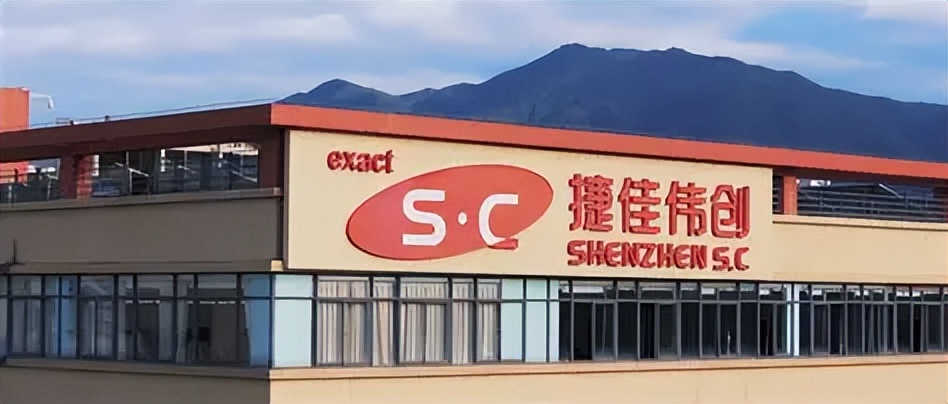 exact
S·C
捷佳伟创
SHENZHEN S.C